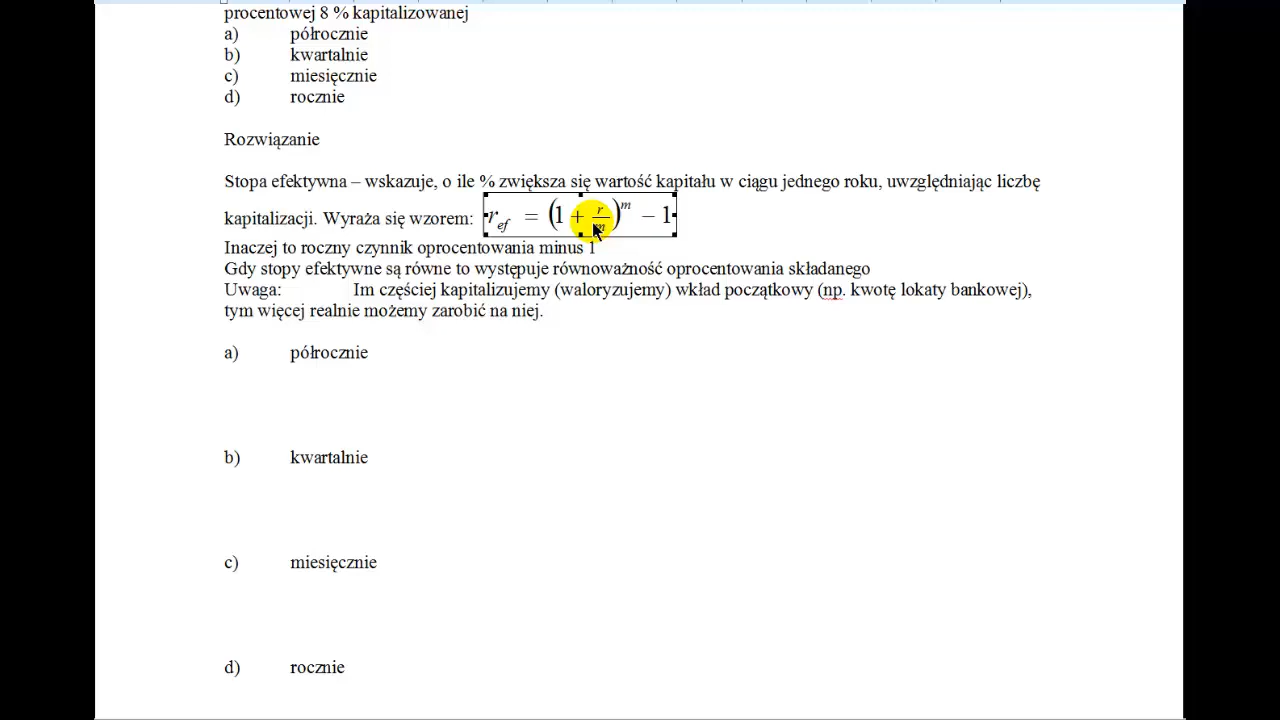 procentowej 8 % kapitalizowanej
a) półrocznie
b) kwartalnie
c) miesięcznie
d) rocznie
Rozwiązanie
Stopa efektywna – wskazuje, o ile % zwiększa się wartość kapitału w ciągu jednego roku, uwzględniając liczbę
kapitalizacji. Wyraża się wzorem: r_ef = (1 + r/m)^m − 1
Inaczej to roczny czynnik oprocentowania minus 1
Gdy stopy efektywne są równe to występuje równoważność oprocentowania składanego
Uwaga: Im częściej kapitalizujemy (waloryzujemy) wkład początkowy (np. kwotę lokaty bankowej),
tym więcej realnie możemy zarobić na niej.
a) półrocznie
b) kwartalnie
c) miesięcznie
d) rocznie